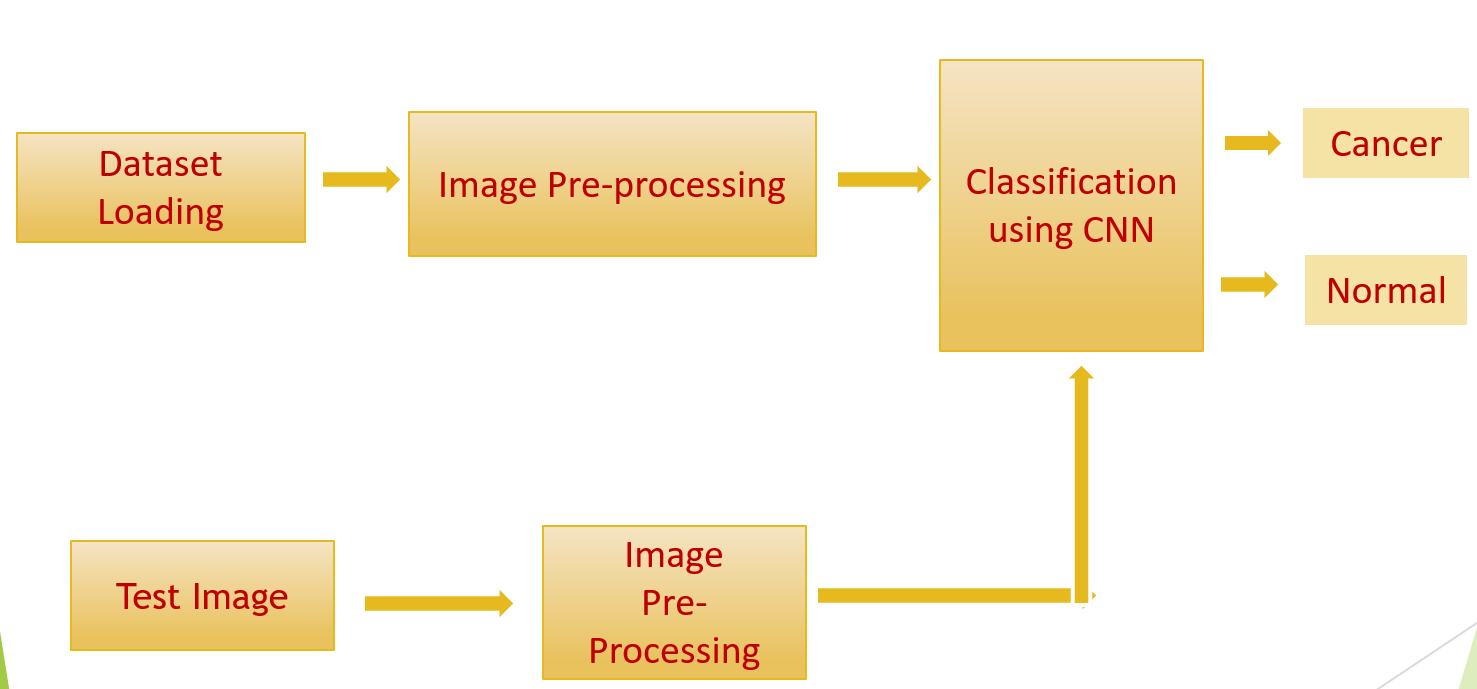 Dataset
Loading
Image Pre-processing
Classification
using CNN
Cancer
Normal
Test Image
Image
Pre-
Processing